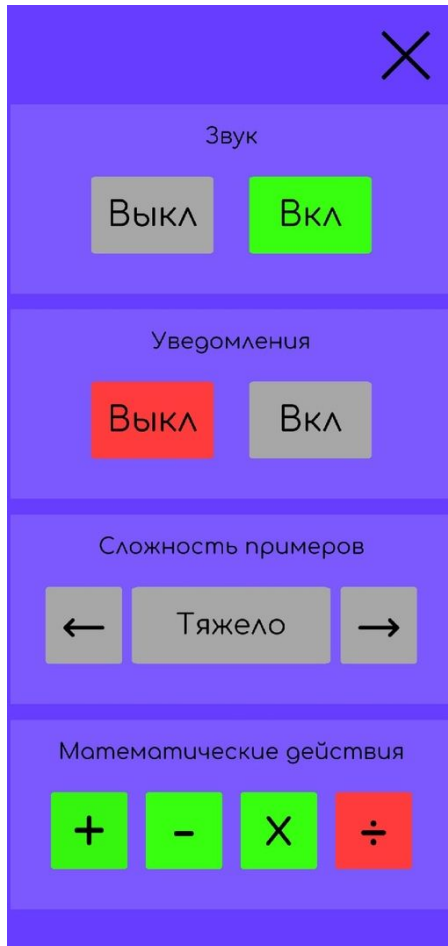 Звук
Выкл Вкл
Уведомления
Выкл Вкл
Сложность примеров
← Тяжело →
Математические действия
+ - X ÷